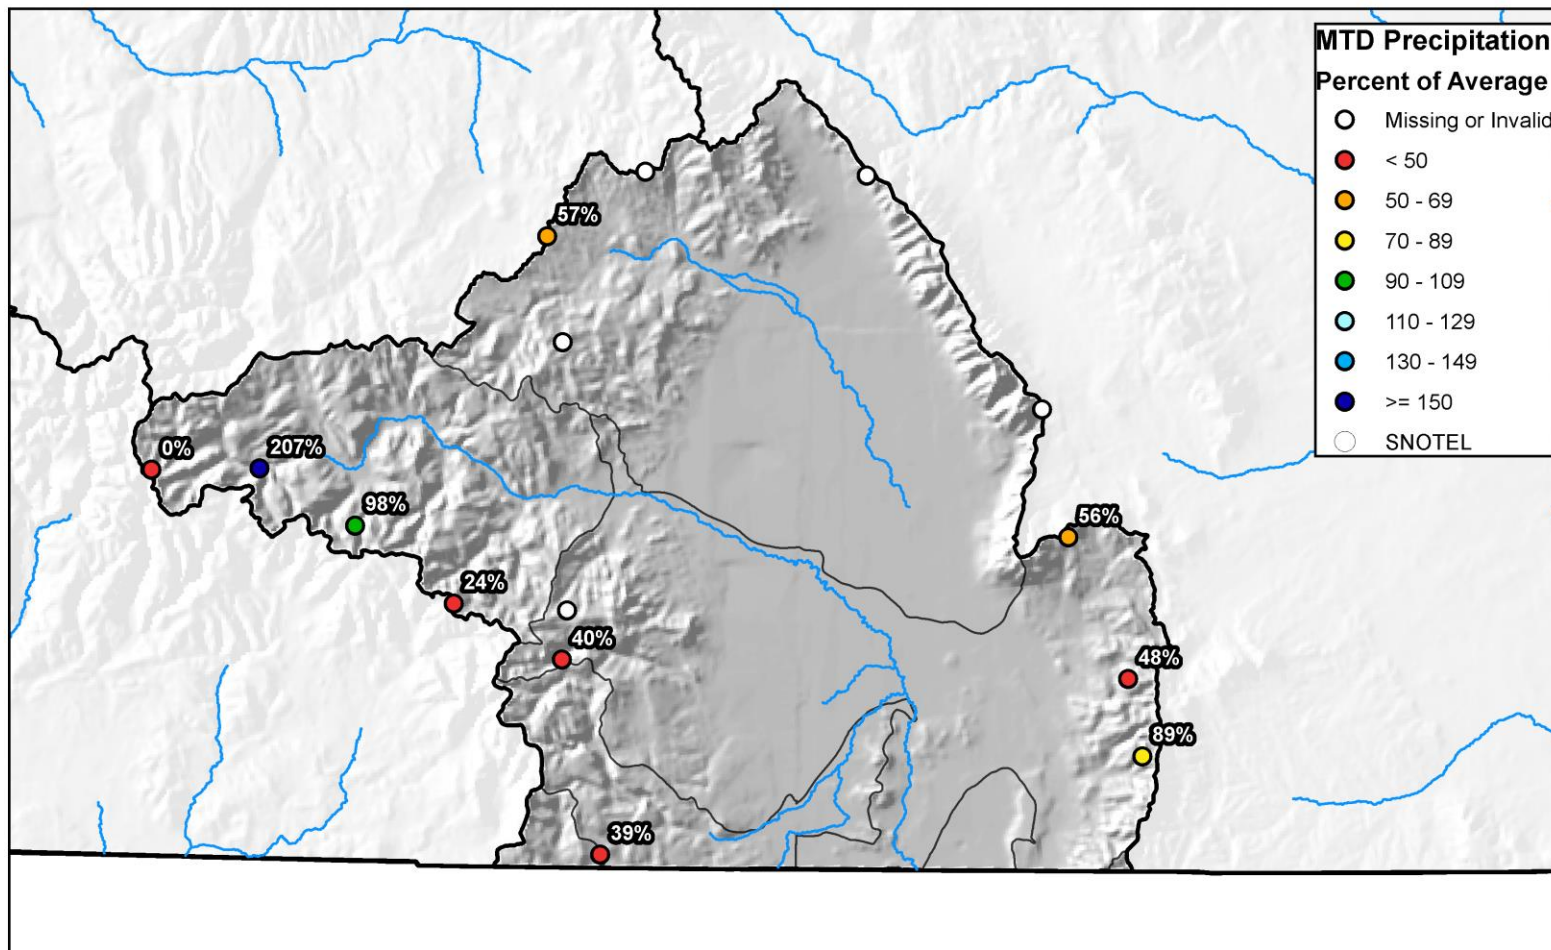 MTD Precipitation
Percent of Average
Missing or Invalid
< 50
50 - 69
70 - 89
90 - 109
110 - 129
130 - 149
>= 150
SNOTEL
57%
0%
207%
98%
24%
40%
39%
56%
48%
89%